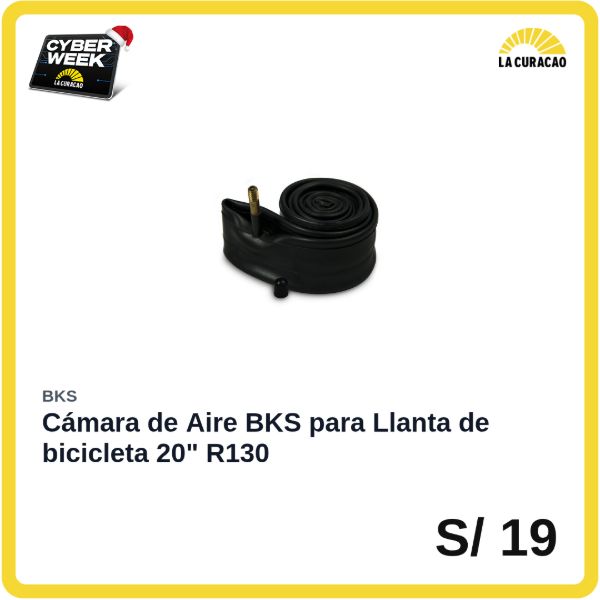 CYBER
WEEK
LA CURACAO
LA CURACAO
BKS
Cámara de Aire BKS para Llanta de
bicicleta 20" R130
S/ 19